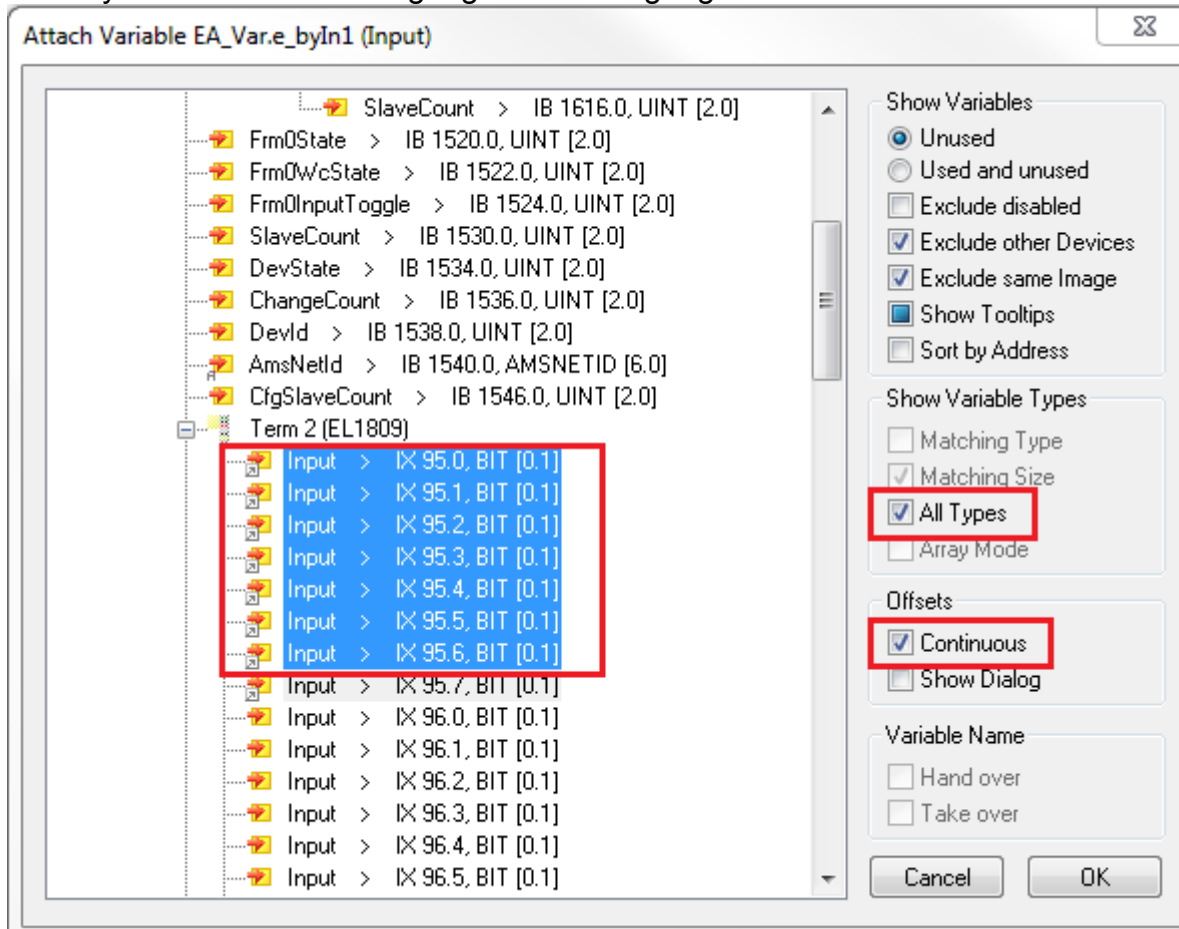 Attach Variable EA_Var.e_byIn1 (Input)
SlaveCount > IB 1616.0, UINT [2.0]
Frm0State > IB 1520.0, UINT [2.0]
Frm0WcState > IB 1522.0, UINT [2.0]
Frm0InputToggle > IB 1524.0, UINT [2.0]
SlaveCount > IB 1530.0, UINT [2.0]
DevState > IB 1534.0, UINT [2.0]
ChangeCount > IB 1536.0, UINT [2.0]
DevId > IB 1538.0, UINT [2.0]
AmsNetId > IB 1540.0, AMSNETID [6.0]
CfgSlaveCount > IB 1546.0, UINT [2.0]
Term 2 (EL1809)
Input > IX 95.0, BIT [0.1]
Input > IX 95.1, BIT [0.1]
Input > IX 95.2, BIT [0.1]
Input > IX 95.3, BIT [0.1]
Input > IX 95.4, BIT [0.1]
Input > IX 95.5, BIT [0.1]
Input > IX 95.6, BIT [0.1]
Input > IX 95.7, BIT [0.1]
Input > IX 96.0, BIT [0.1]
Input > IX 96.1, BIT [0.1]
Input > IX 96.2, BIT [0.1]
Input > IX 96.3, BIT [0.1]
Input > IX 96.4, BIT [0.1]
Input > IX 96.5, BIT [0.1]
Show Variables
Unused
Used and unused
Exclude disabled
Exclude other Devices
Exclude same Image
Show Tooltips
Sort by Address
Show Variable Types
Matching Type
Matching Size
All Types
Array Mode
Offsets
Continuous
Show Dialog
Variable Name
Hand over
Take over
Cancel
OK